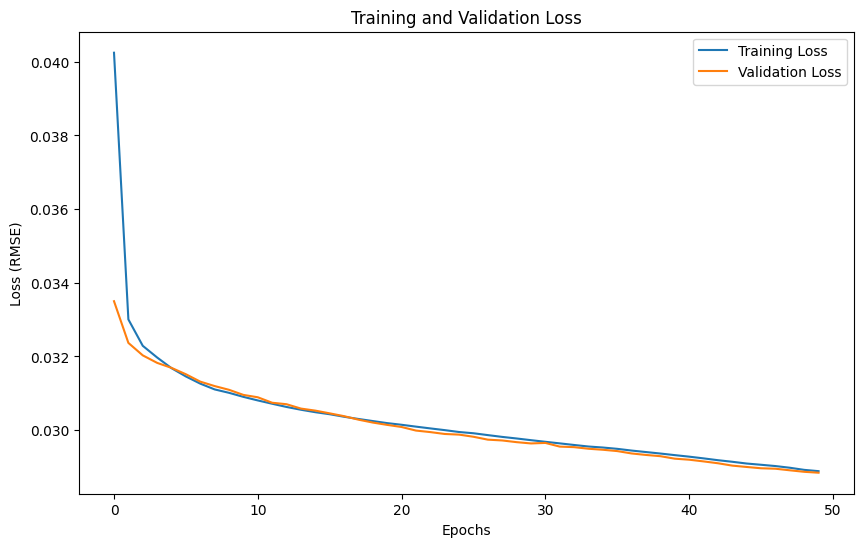 Training and Validation Loss
Training Loss
Validation Loss
Loss (RMSE)
0.040
0.038
0.036
0.034
0.032
0.030
0
10
20
30
40
50
Epochs